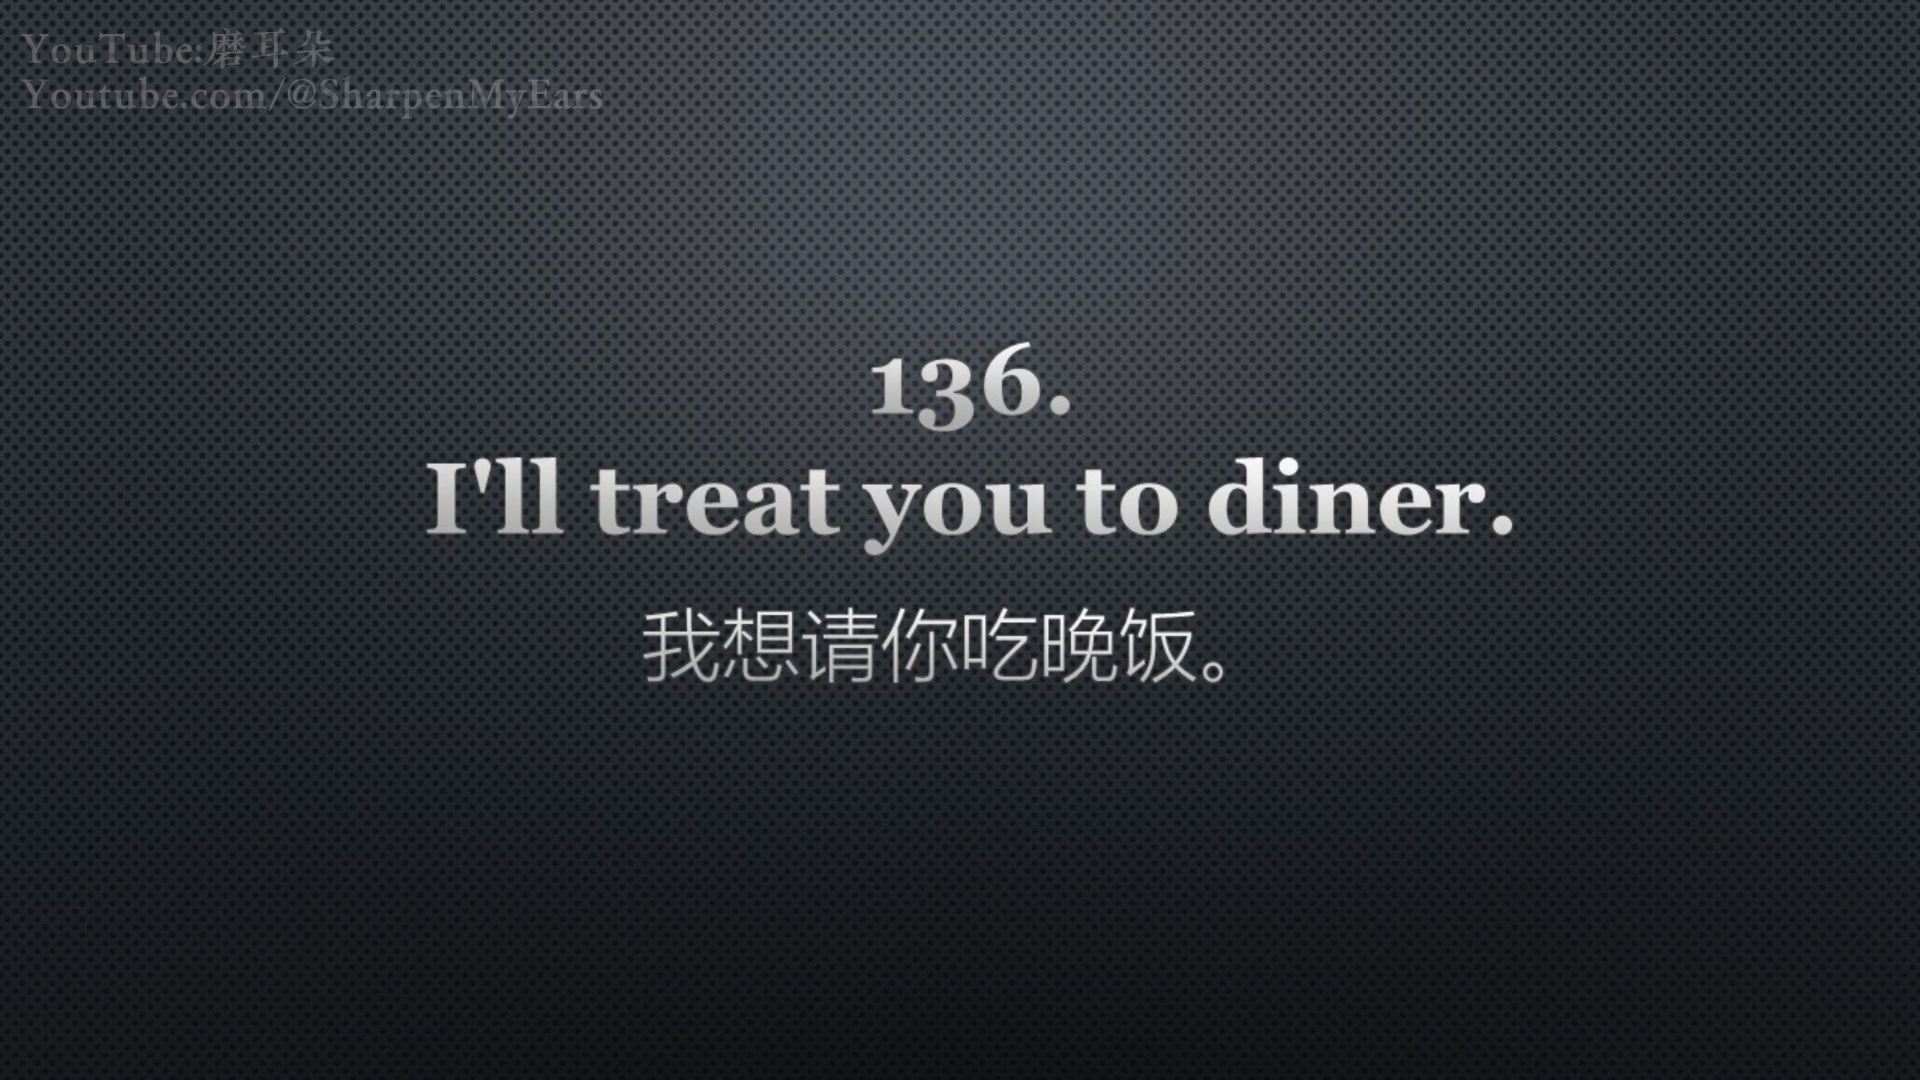 YouTube:磨耳朵
Youtube.com/@SharpenMyEars
136.
I'll treat you to diner.
我想请你吃晚饭。